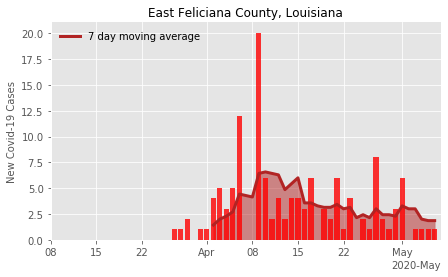 East Feliciana County, Louisiana
7 day moving average
New Covid-19 Cases
20.0
17.5
15.0
12.5
10.0
7.5
5.0
2.5
0.0
08 15 22 Apr 08 15 22 May
2020-May